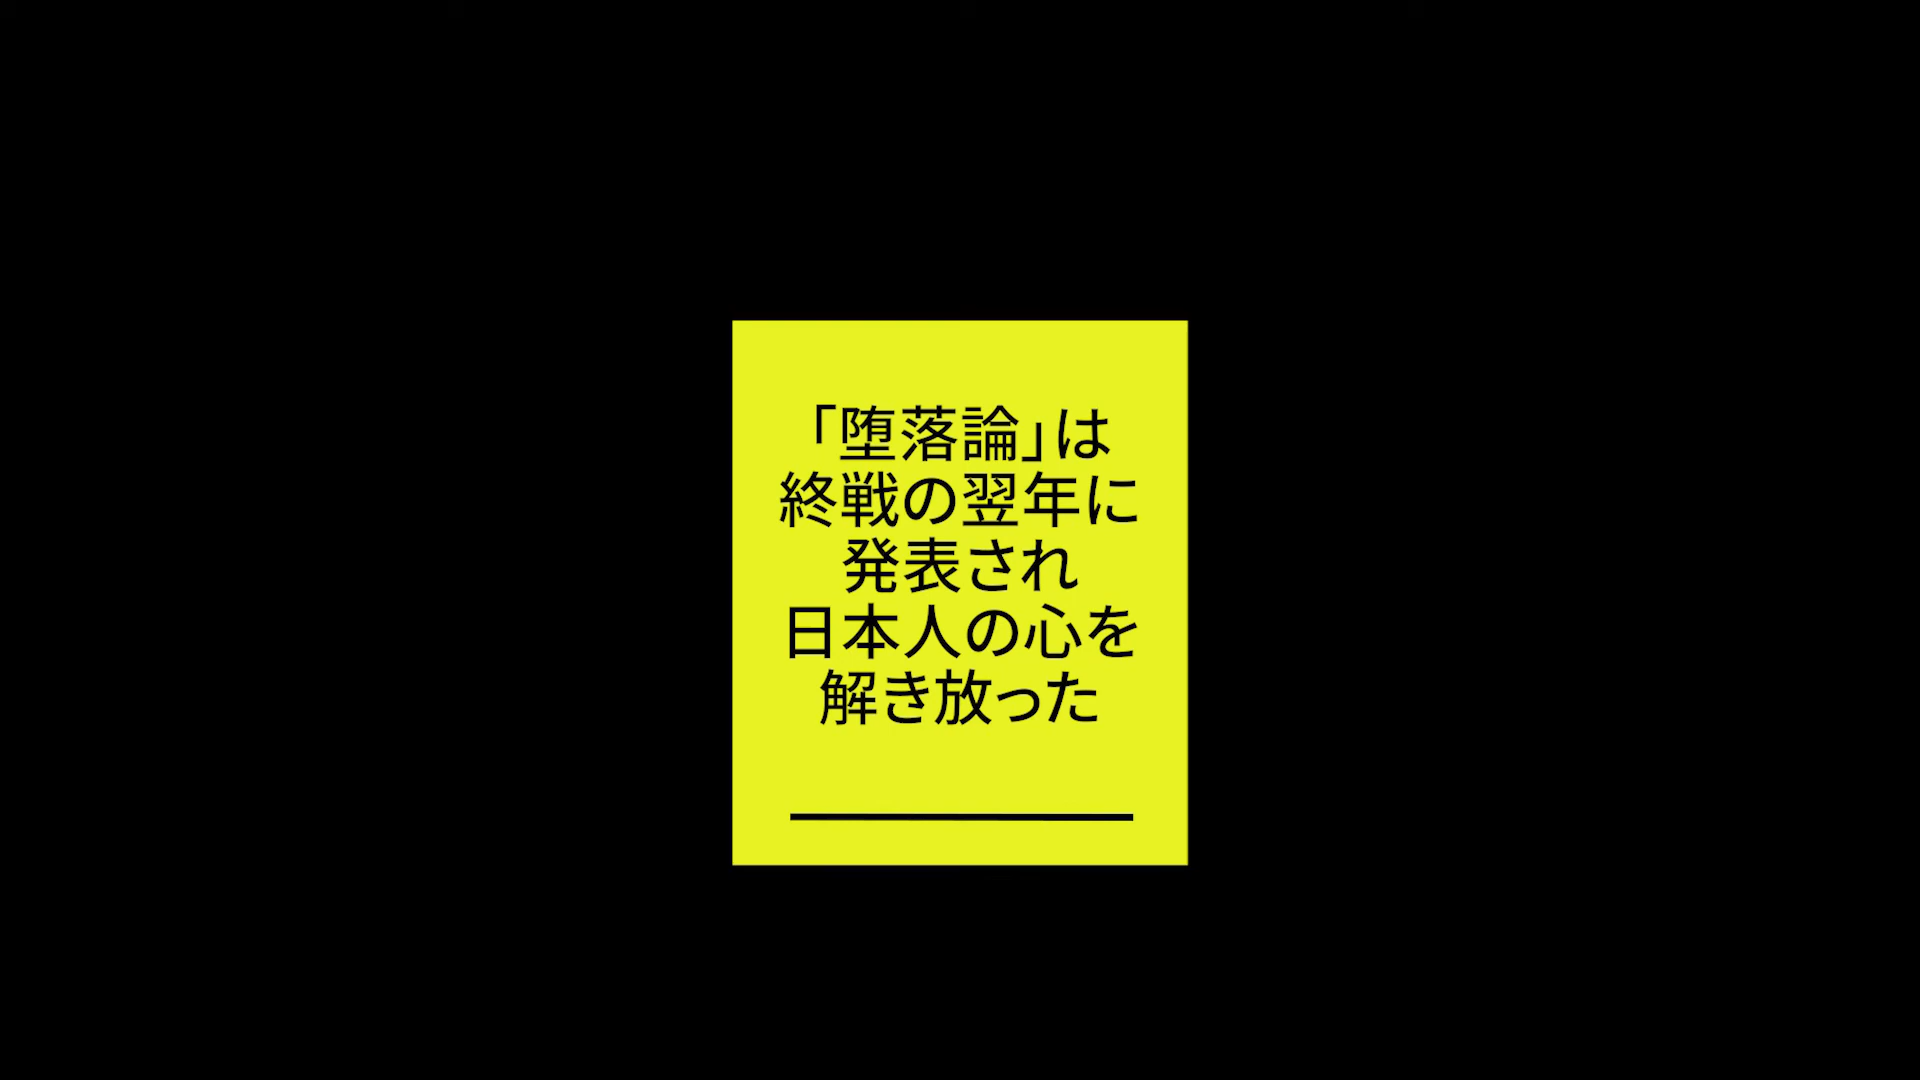 「堕落論」は
終戦の翌年に
発表され
日本人の心を
解き放った